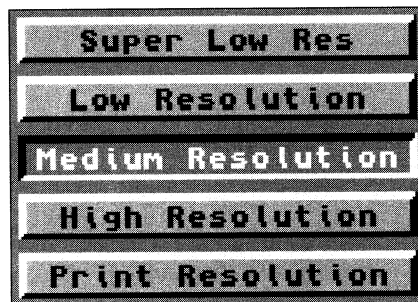 Super Low Res
Low Resolution
Medium Resolution
High Resolution
Print Resolution